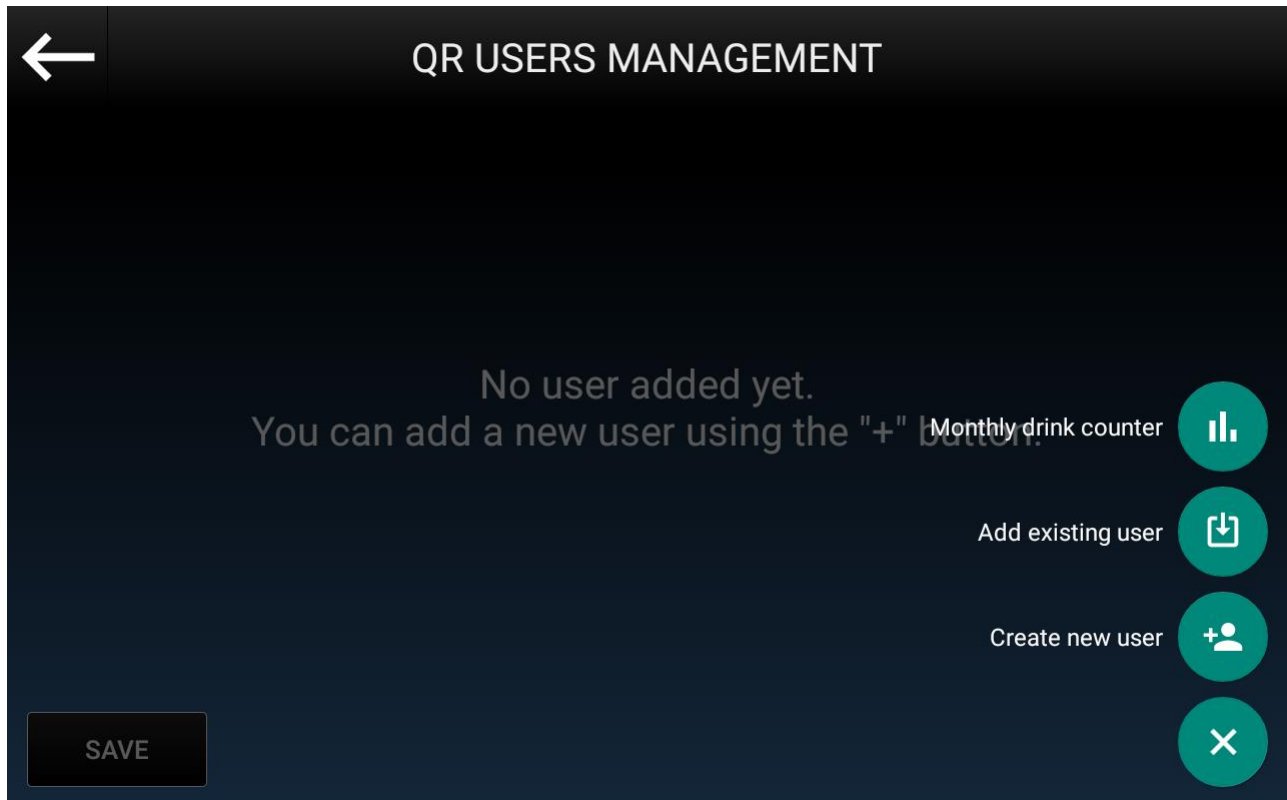 QR USERS MANAGEMENT
No user added yet.
You can add a new user using the "+" button.
Monthly drink counter
Add existing user
Create new user
SAVE